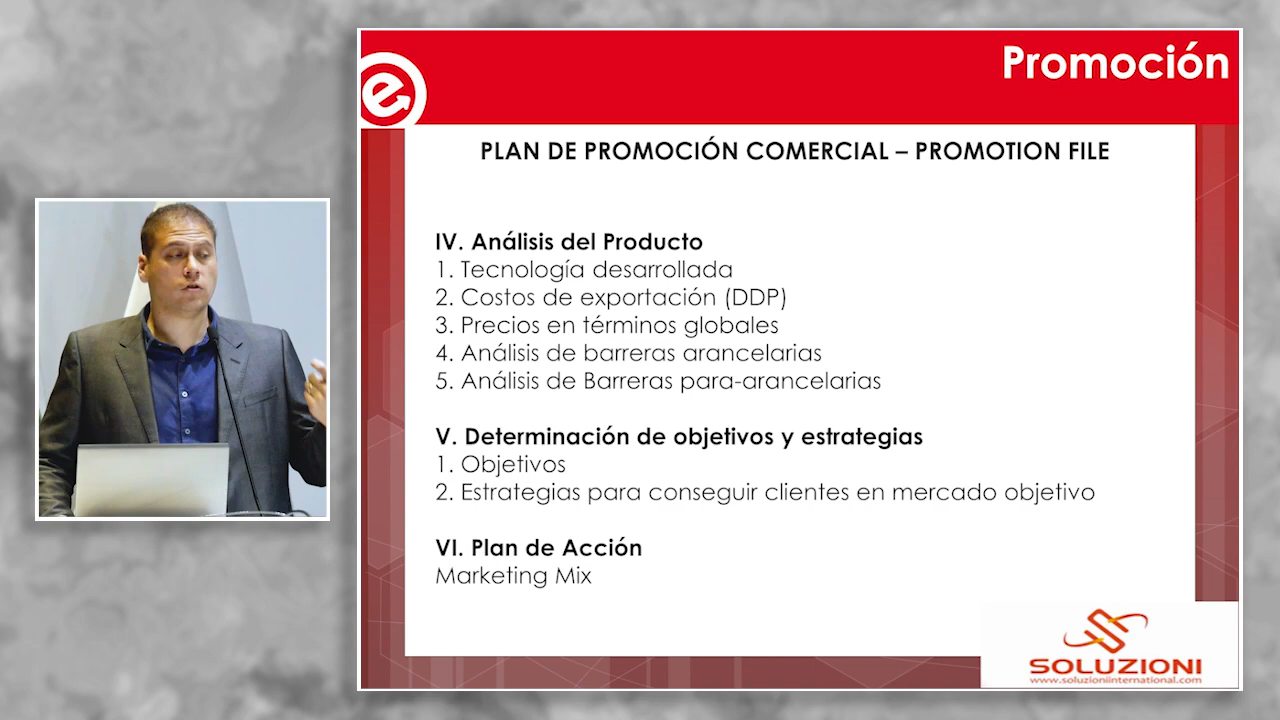 Promoción
PLAN DE PROMOCIÓN COMERCIAL – PROMOTION FILE
IV. Análisis del Producto
1. Tecnología desarrollada
2. Costos de exportación (DDP)
3. Precios en términos globales
4. Análisis de barreras arancelarias
5. Análisis de Barreras para-arancelarias
V. Determinación de objetivos y estrategias
1. Objetivos
2. Estrategias para conseguir clientes en mercado objetivo
VI. Plan de Acción
Marketing Mix
SOLUZIONI
www.soluzioniinternational.com